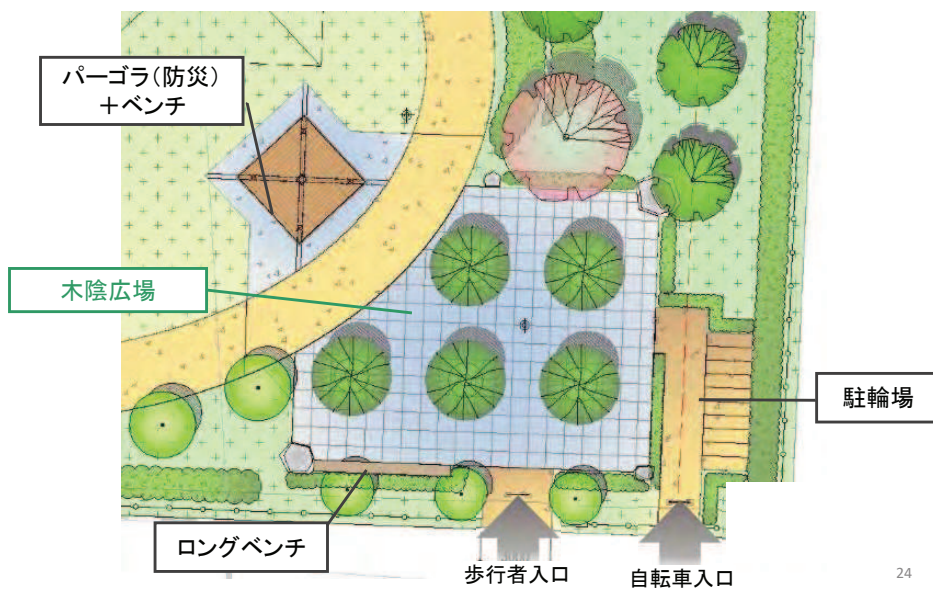 パーゴラ（防災）
＋ベンチ
木陰広場
駐輪場
ロングベンチ
歩行者入口
自転車入口
24